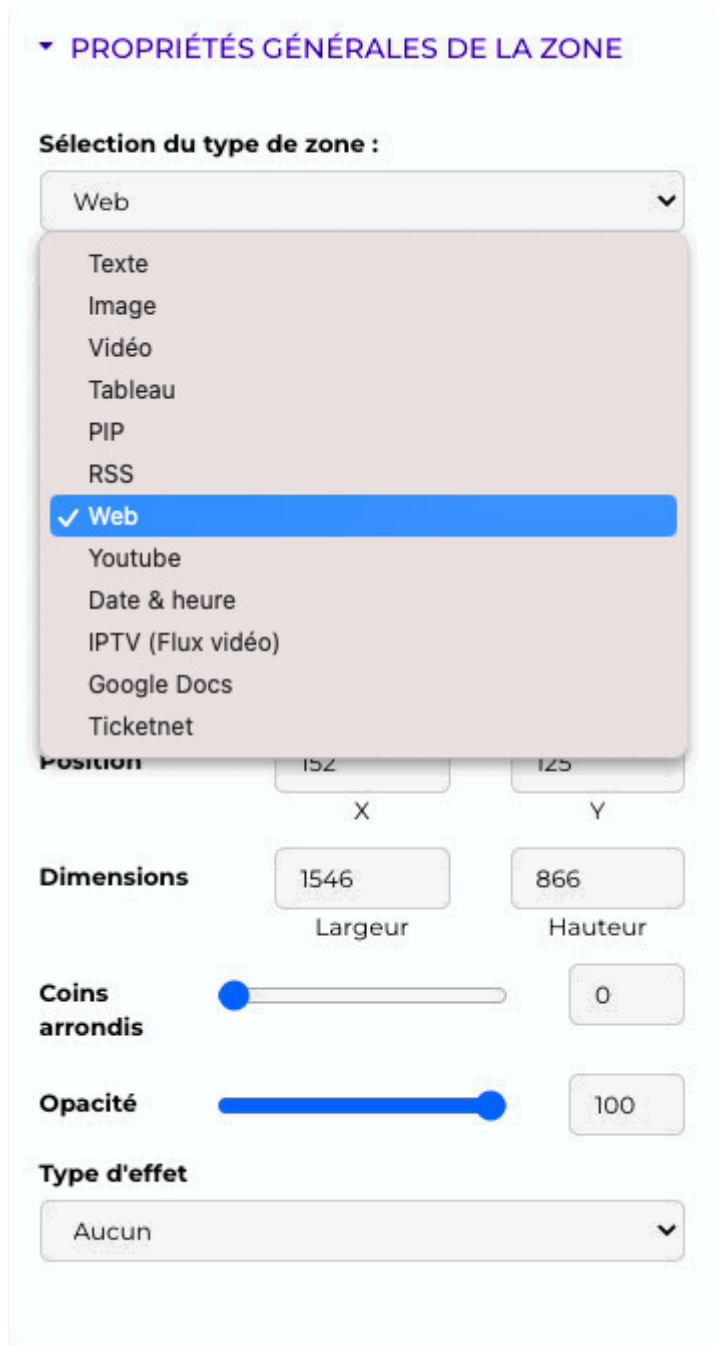 PROPRIÉTÉS GÉNÉRALES DE LA ZONE
Sélection du type de zone :
Web
Texte
Image
Vidéo
Tableau
PIP
RSS
Web
Youtube
Date & heure
IPTV (Flux vidéo)
Google Docs
Ticketnet
Position 152 125
X Y
Dimensions 1546 866
Largeur Hauteur
Coins 0
arrondis
Opacité 100
Type d'effet
Aucun